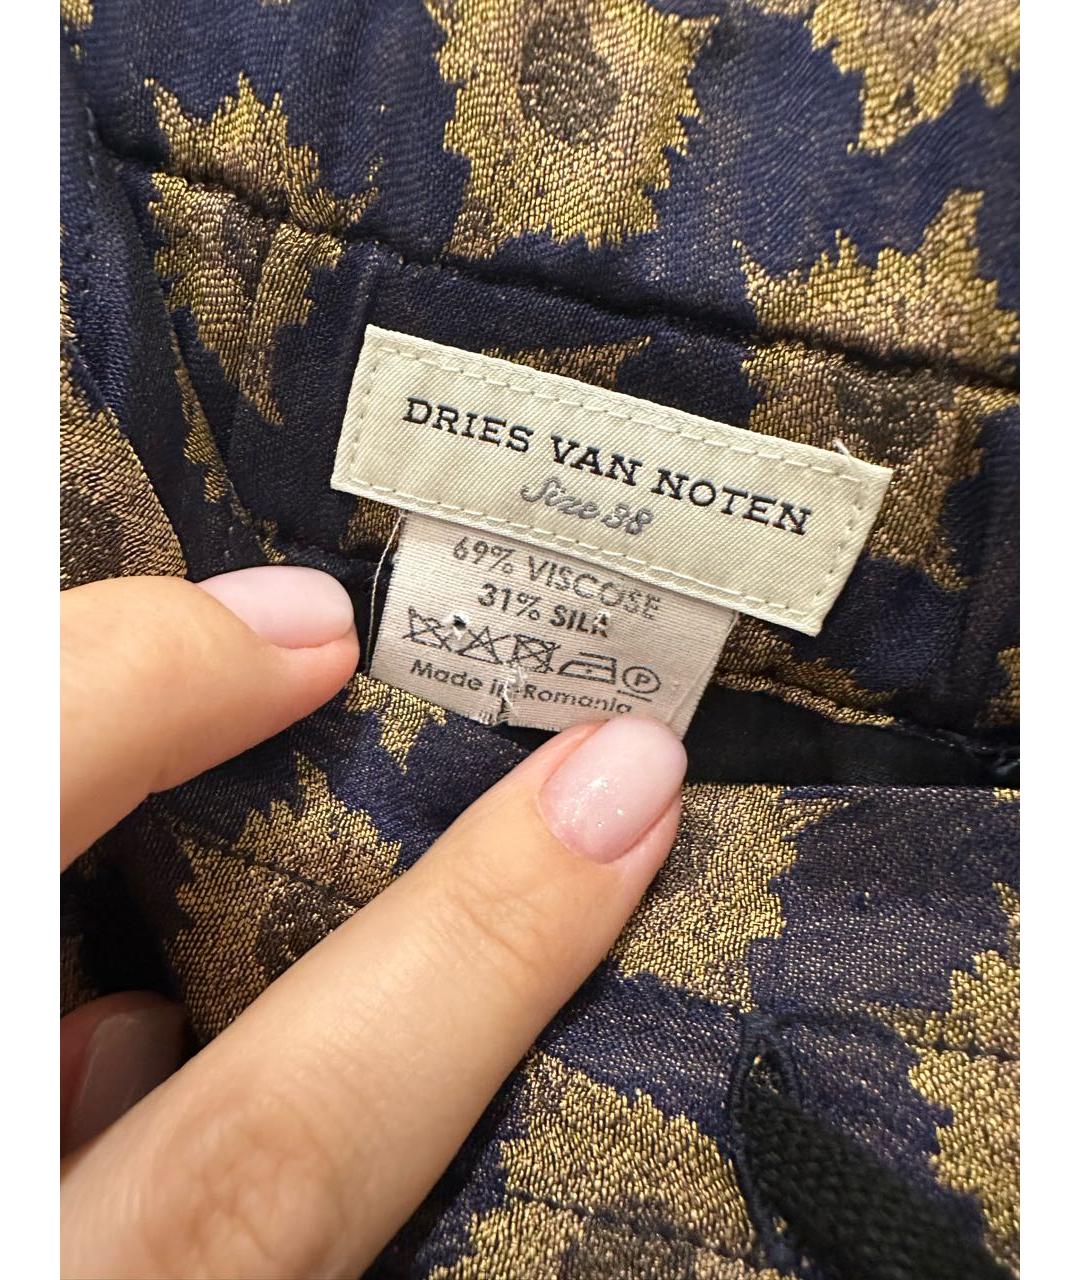 DRIES VAN NOTEN
Size 38
69% VISCOSE
31% SILK
P
Made in Romania